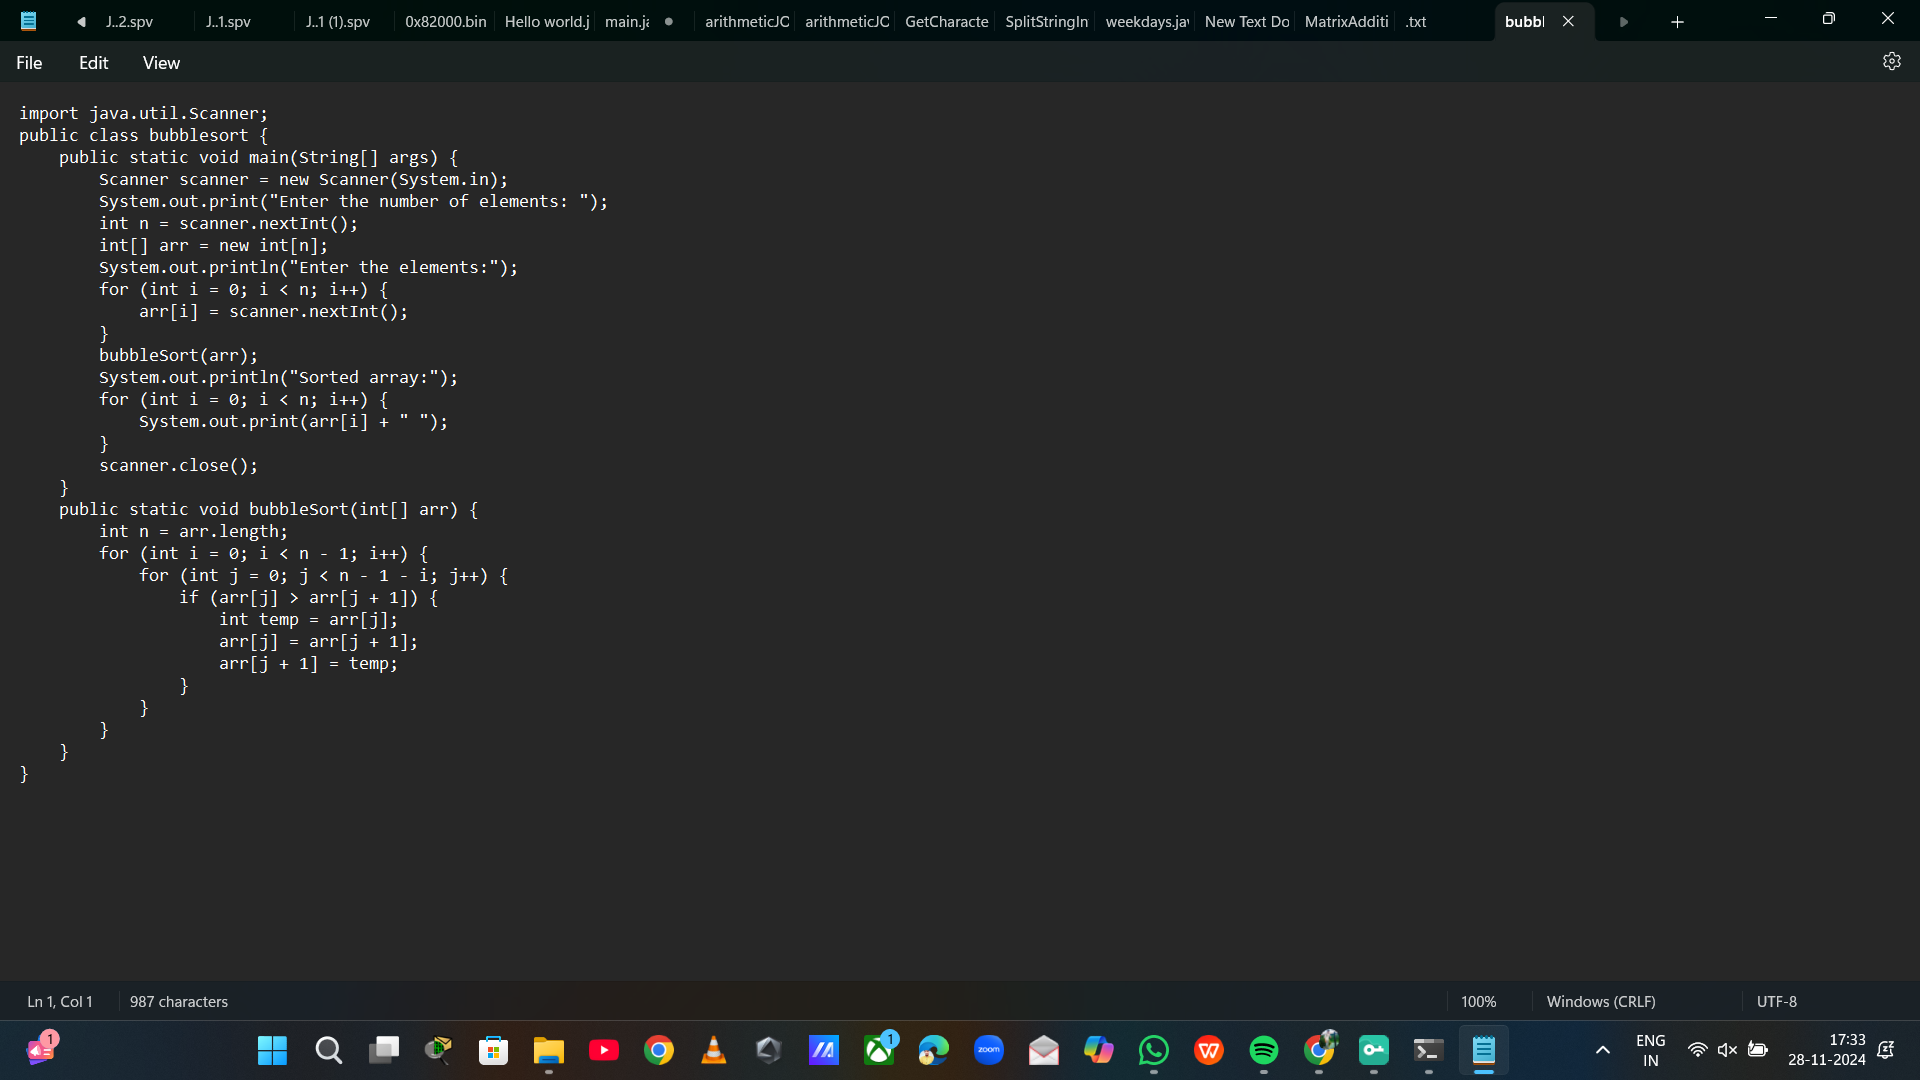 J..2.spv J..1.spv J..1 (1).spv 0x82000.bin Hello world.j main.ja arithmeticJC arithmeticJC GetCharacte SplitStringIn weekdays.jav New Text Do MatrixAdditi .txt bubbl
File Edit View
import java.util.Scanner;
public class bubblesort {
    public static void main(String[] args) {
        Scanner scanner = new Scanner(System.in);
        System.out.print("Enter the number of elements: ");
        int n = scanner.nextInt();
        int[] arr = new int[n];
        System.out.println("Enter the elements:");
        for (int i = 0; i < n; i++) {
            arr[i] = scanner.nextInt();
        }
        bubbleSort(arr);
        System.out.println("Sorted array:");
        for (int i = 0; i < n; i++) {
            System.out.print(arr[i] + " ");
        }
        scanner.close();
    }
    public static void bubbleSort(int[] arr) {
        int n = arr.length;
        for (int i = 0; i < n - 1; i++) {
            for (int j = 0; j < n - 1 - i; j++) {
                if (arr[j] > arr[j + 1]) {
                    int temp = arr[j];
                    arr[j] = arr[j + 1];
                    arr[j + 1] = temp;
                }
            }
        }
    }
}
Ln 1, Col 1 987 characters 100% Windows (CRLF) UTF-8
1 1 zoom W ENG 17:33
IN 28-11-2024